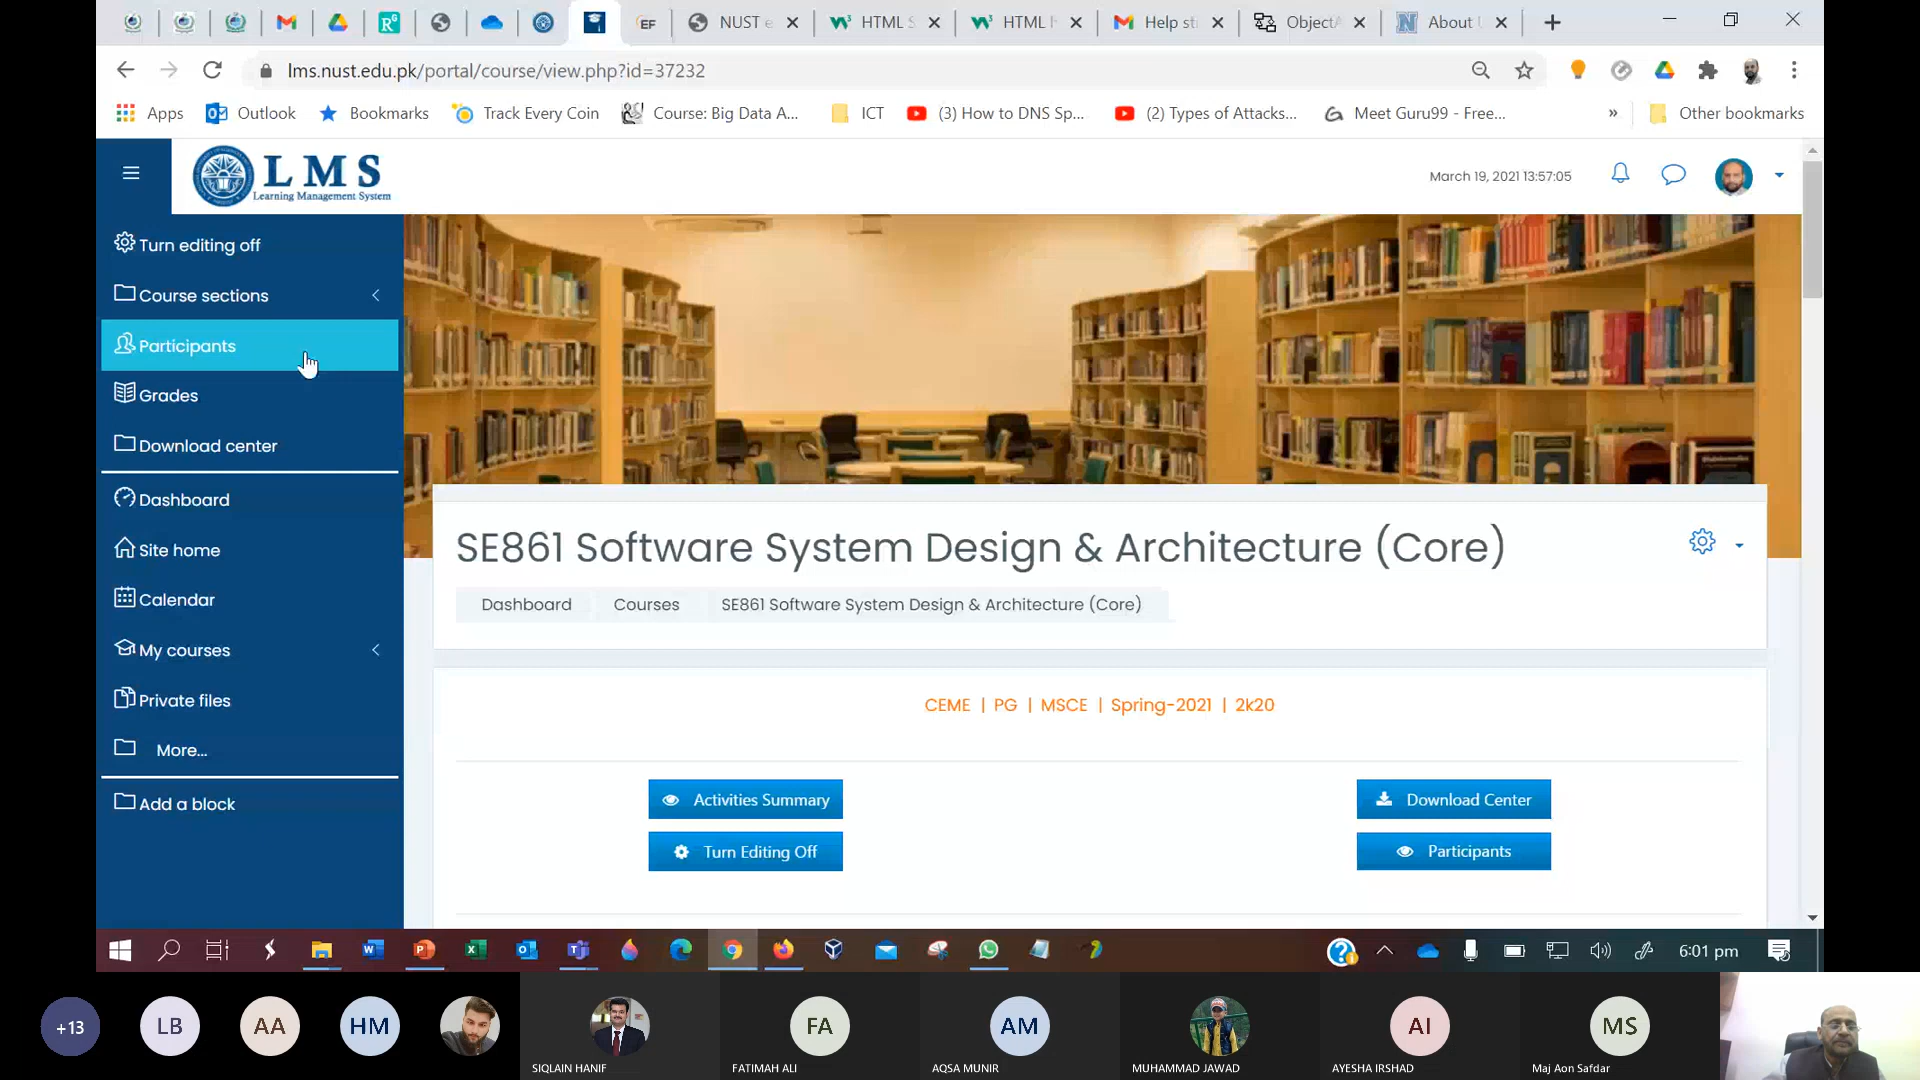 EF
NUST e
HTML S
HTML
Help st
Object
About
lms.nust.edu.pk/portal/course/view.php?id=37232
Apps
Outlook
Bookmarks
Track Every Coin
Course: Big Data A...
ICT
(3) How to DNS Sp...
(2) Types of Attacks...
Meet Guru99 - Free...
»
Other bookmarks
LMS
Learning Management System
March 19, 2021 13:57:05
Turn editing off
Course sections
Participants
Grades
Download center
Dashboard
Site home
Calendar
My courses
Private files
More...
Add a block
SE861 Software System Design & Architecture (Core)
Dashboard Courses SE861 Software System Design & Architecture (Core)
CEME | PG | MSCE | Spring-2021 | 2k20
Activities Summary
Download Center
Turn Editing Off
Participants
6:01 pm
+13
LB
AA
HM
SIQLAIN HANIF
FA
FATIMAH ALI
AM
AQSA MUNIR
MUHAMMAD JAWAD
AI
AYESHA IRSHAD
MS
Maj Aon Safdar